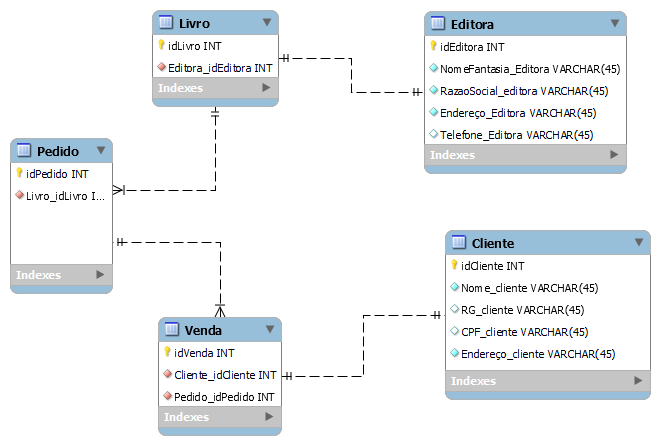 Livro
idLivro INT
Editora_idEditora INT
Indexes
Editora
idEditora INT
NomeFantasia_Editora VARCHAR(45)
RazaoSocial_editora VARCHAR(45)
Endereço_Editora VARCHAR(45)
Telefone_Editora VARCHAR(45)
Indexes
Pedido
idPedido INT
Livro_idLivro I...
Indexes
Cliente
idCliente INT
Nome_cliente VARCHAR(45)
RG_cliente VARCHAR(45)
CPF_cliente VARCHAR(45)
Endereço_cliente VARCHAR(45)
Indexes
Venda
idVenda INT
Cliente_idCliente INT
Pedido_idPedido INT
Indexes